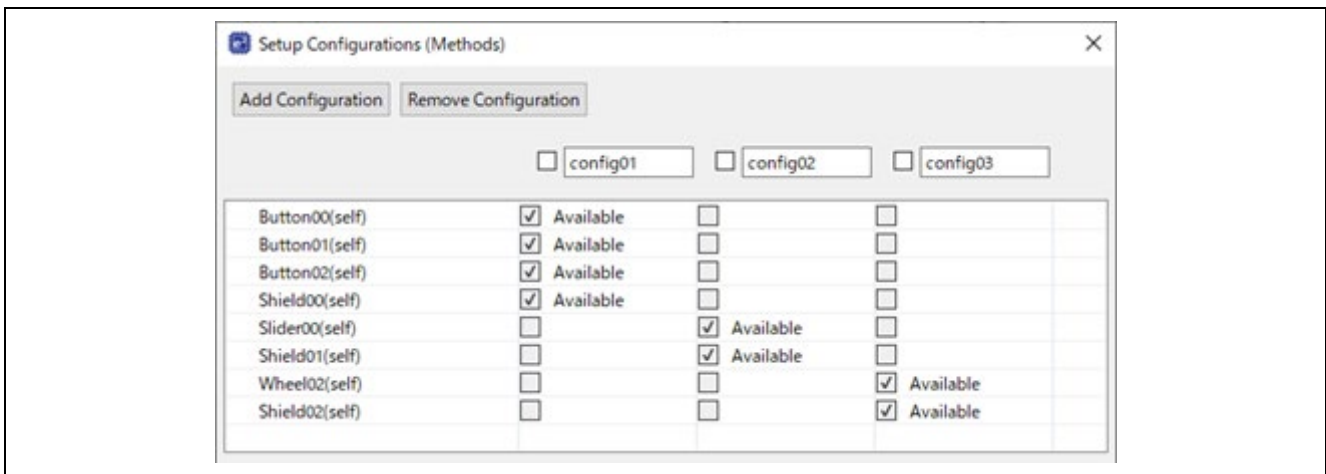 Setup Configurations (Methods)
Add Configuration Remove Configuration
config01 config02 config03
Button00(self) Available
Button01(self) Available
Button02(self) Available
Shield00(self) Available
Slider00(self) Available
Shield01(self) Available
Wheel02(self) Available
Shield02(self) Available